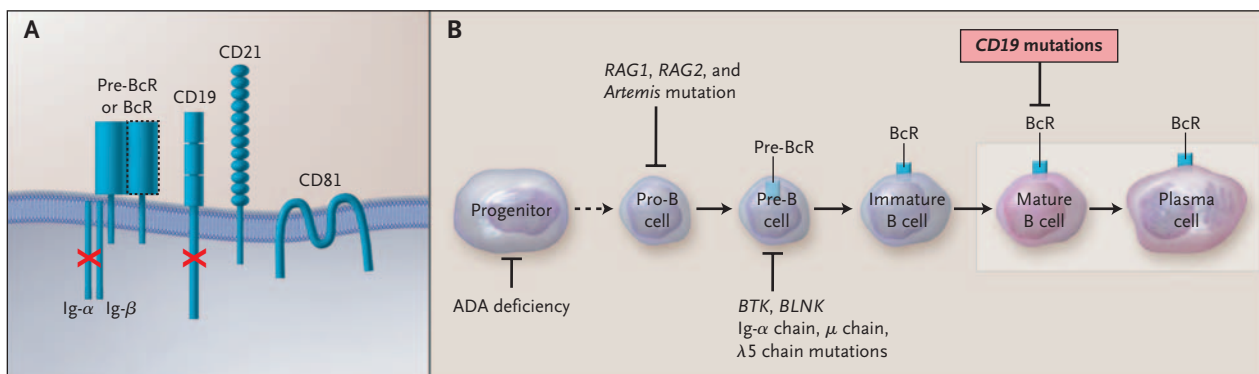 A
Pre-BcR
or BcR
CD19
CD21
CD81
Ig-α
Ig-β
B
CD19 mutations
RAG1, RAG2, and
Artemis mutation
Pre-BcR
BcR
BcR
BcR
Progenitor
Pro-B
cell
Pre-B
cell
Immature
B cell
Mature
B cell
Plasma
cell
ADA deficiency
BTK, BLNK
Ig-α chain, μ chain,
λ5 chain mutations